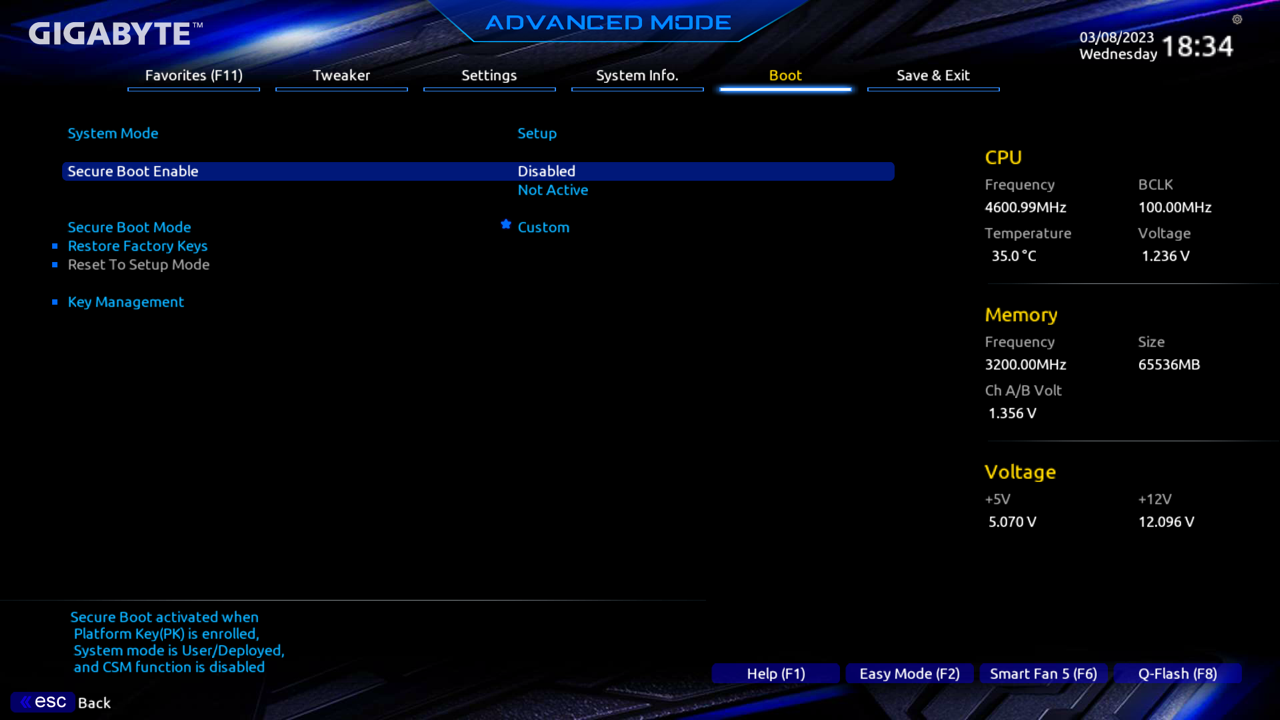 GIGABYTE™
ADVANCED MODE
03/08/2023
Wednesday
18:34
Favorites (F11)
Tweaker
Settings
System Info.
Boot
Save & Exit
System Mode
Setup
Secure Boot Enable
Disabled
Not Active
Secure Boot Mode
Custom
Restore Factory Keys
Reset To Setup Mode
Key Management
CPU
Frequency BCLK
4600.99MHz 100.00MHz
Temperature Voltage
35.0 °C 1.236 V
Memory
Frequency Size
3200.00MHz 65536MB
Ch A/B Volt
1.356 V
Voltage
+5V +12V
5.070 V 12.096 V
Secure Boot activated when
Platform Key(PK) is enrolled,
System mode is User/Deployed,
and CSM function is disabled
Help (F1)
Easy Mode (F2)
Smart Fan 5 (F6)
Q-Flash (F8)
esc Back